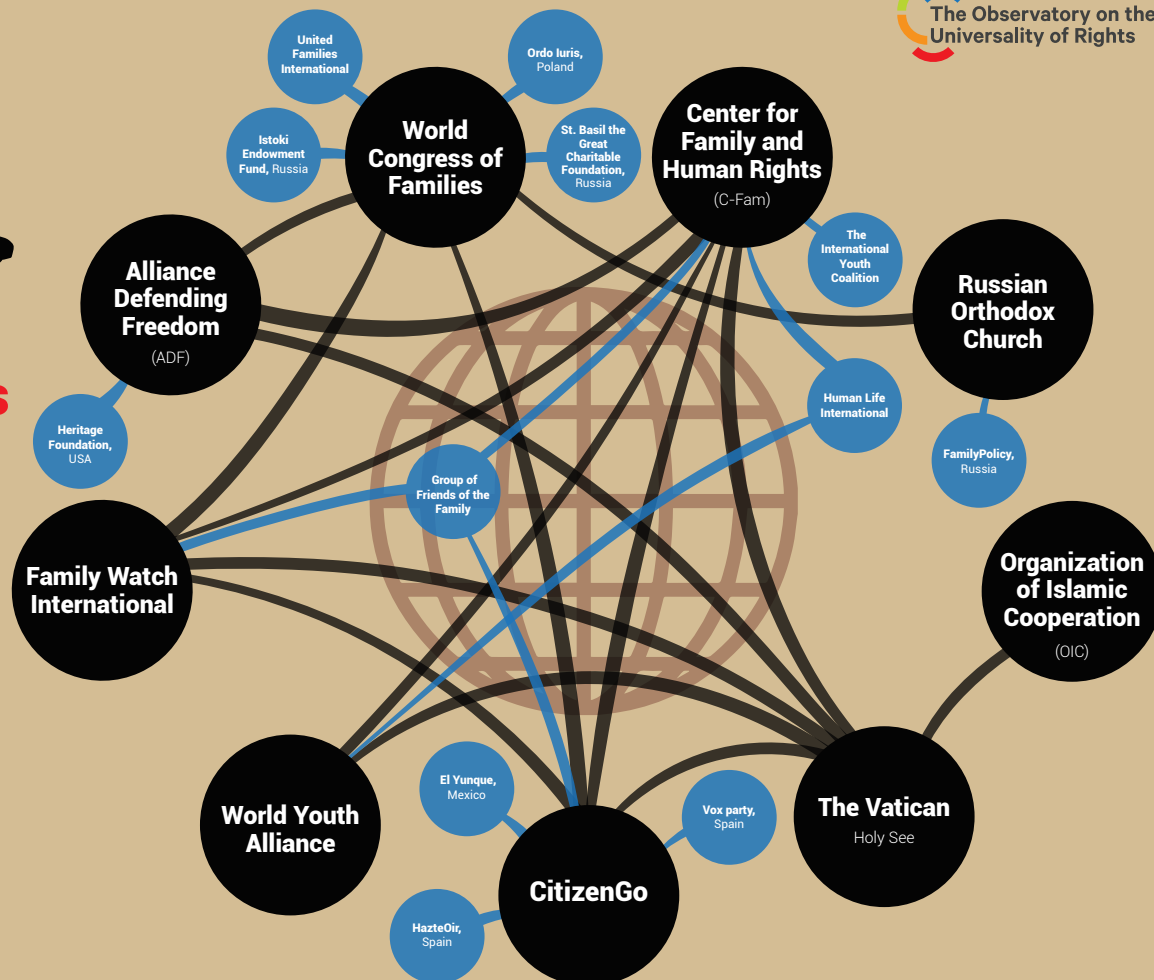 The Observatory on the
Universality of Rights
United
Families
International
Ordo Iuris,
Poland
World
Congress of
Families
Center for
Family and
Human Rights
(C-Fam)
Istoki
Endowment
Fund, Russia
St. Basil the
Great
Charitable
Foundation,
Russia
The
International
Youth
Coalition
Alliance
Defending
Freedom
(ADF)
Russian
Orthodox
Church
Heritage
Foundation,
USA
Human Life
International
FamilyPolicy,
Russia
Group of
Friends of the
Family
Family Watch
International
Organization
of Islamic
Cooperation
(OIC)
World Youth
Alliance
El Yunque,
Mexico
Vox party,
Spain
The Vatican
Holy See
CitizenGo
HazteOir,
Spain